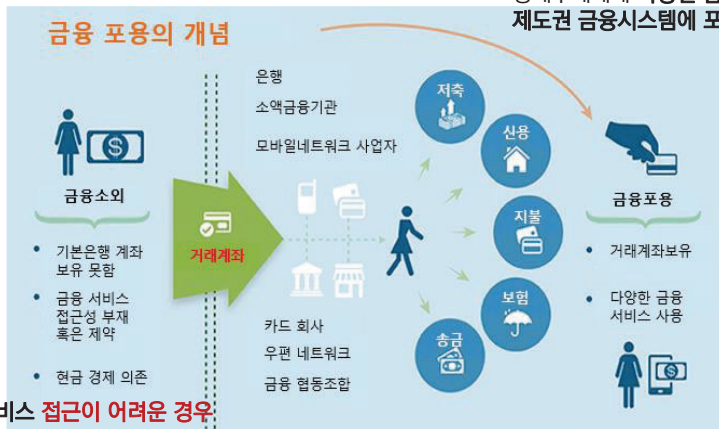 제도권 금융시스템에 포
금융 포용의 개념
금융소외
기본은행 계좌
보유 못함
금융 서비스
접근성 부재
혹은 제약
현금 경제 의존
거래계좌
은행
소액금융기관
모바일네트워크 사업자
카드 회사
우편 네트워크
금융 협동조합
저축
신용
지불
보험
송금
금융포용
거래계좌보유
다양한 금융
서비스 사용
비스 접근이 어려운 경우